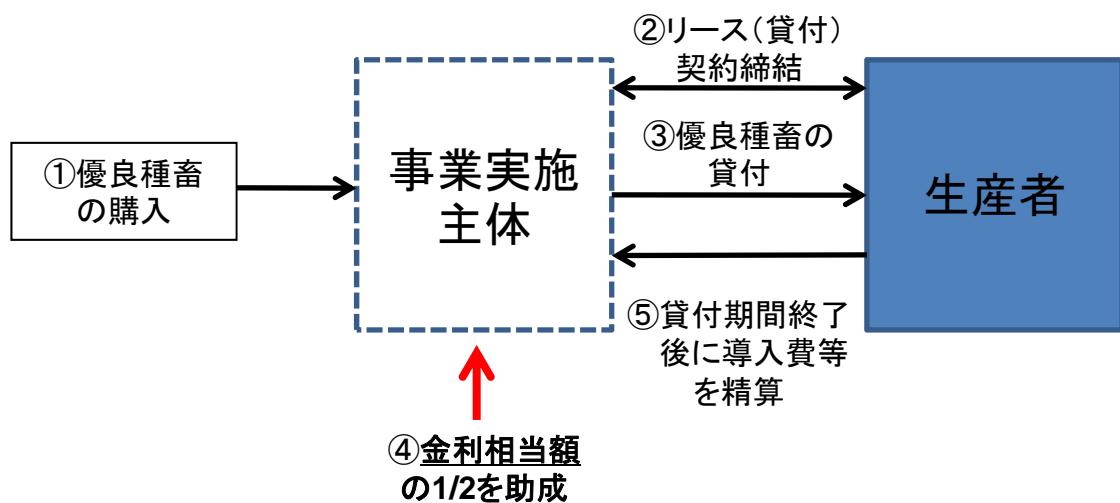 ①優良種畜
の購入
事業実施
主体
②リース（貸付）
契約締結
③優良種畜の
貸付
生産者
⑤貸付期間終了
後に導入費等
を精算
④金利相当額
の1/2を助成